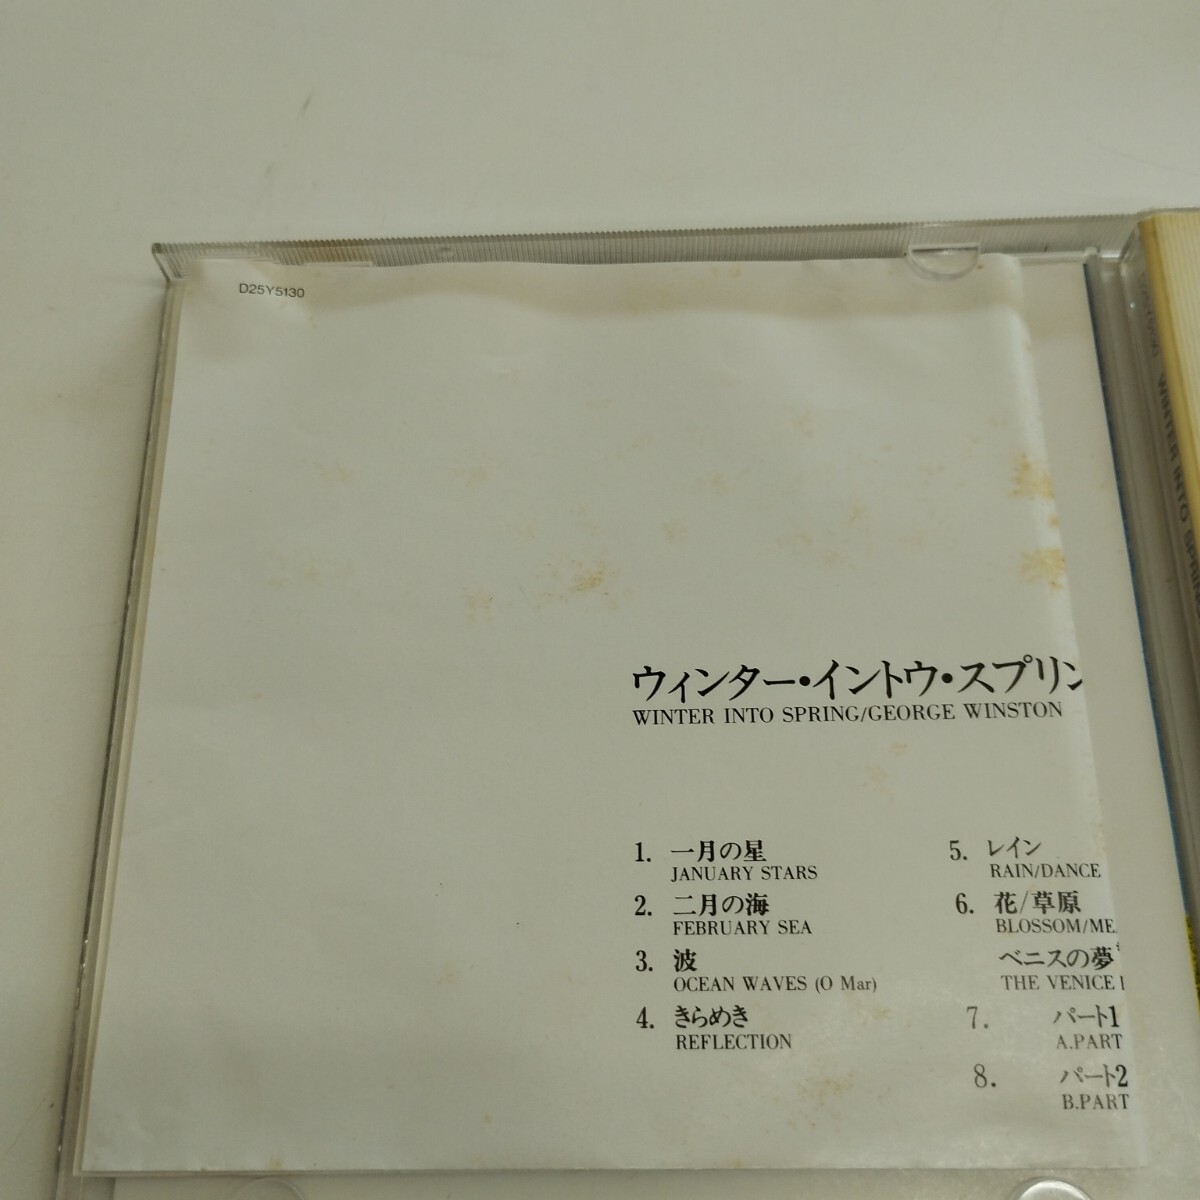 D25Y5130
ウィンター・イントウ・スプリン
WINTER INTO SPRING/GEORGE WINSTON
1. 一月の星
JANUARY STARS
2. 二月の海
FEBRUARY SEA
3. 波
OCEAN WAVES (O Mar)
4. きらめき
REFLECTION
5. レイン
RAIN/DANCE
6. 花/草原
BLOSSOM/ME
ベニスの夢
THE VENICE
7. パート1
A.PART
8. パート2
B.PART
WINTER INTO SPRING